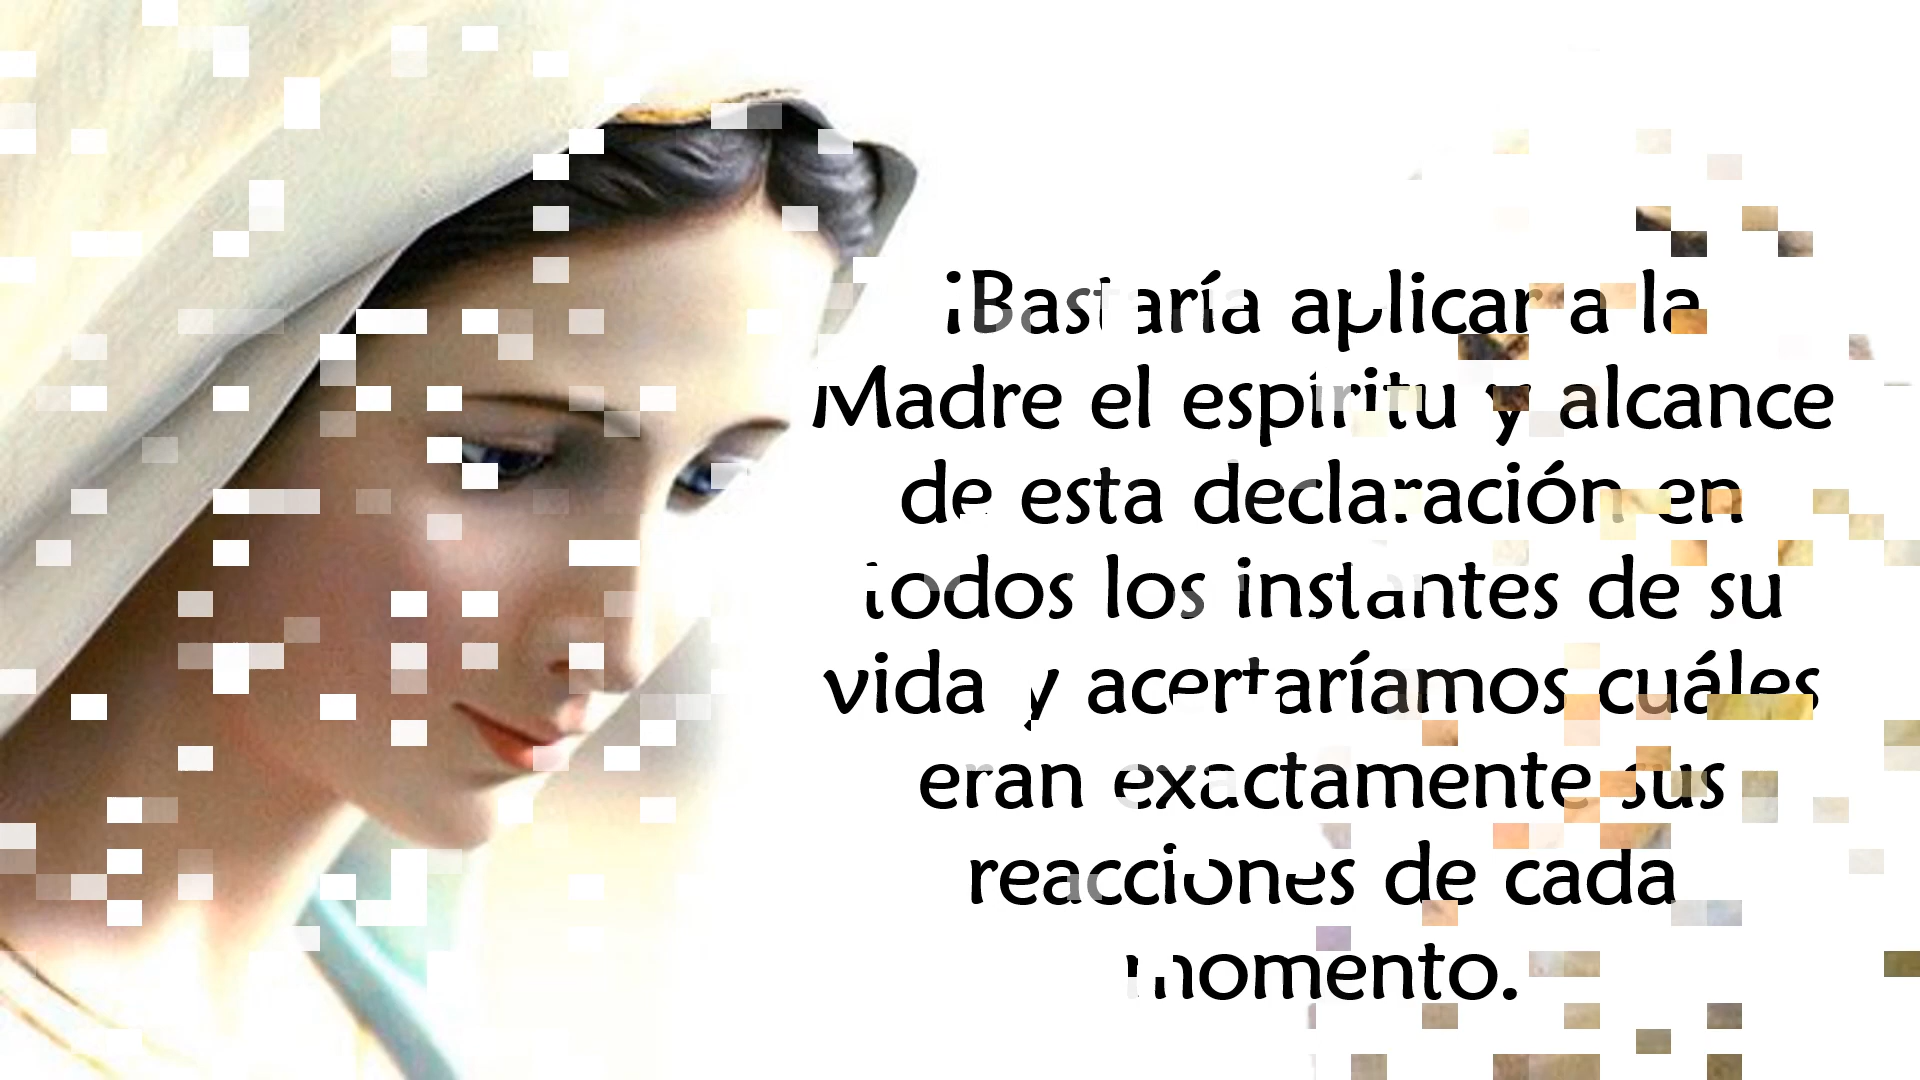 ¡Bastaría aplicar a la
Madre el espíritu y alcance
de esta declaración en
todos los instantes de su
vida y acertaríamos cuáles
eran exactamente sus
reacciones de cada
momento.